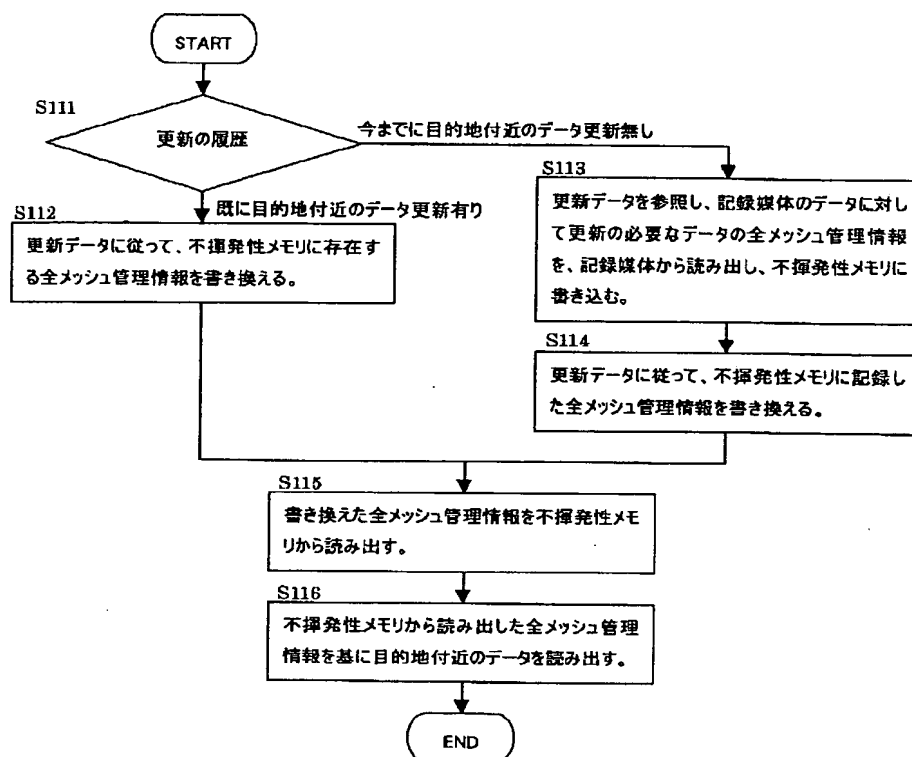 START
S111
更新の履歴
今までに目的地付近のデータ更新無し
既に目的地付近のデータ更新有り
S112
更新データに従って、不揮発性メモリに存在す
る全メッシュ管理情報を書き換える。
S113
更新データを参照し、記録媒体のデータに対し
て更新の必要なデータの全メッシュ管理情報
を、記録媒体から読み出し、不揮発性メモリに
書き込む。
S114
更新データに従って、不揮発性メモリに記録し
た全メッシュ管理情報を書き換える。
S115
書き換えた全メッシュ管理情報を不揮発性メモ
リから読み出す。
S116
不揮発性メモリから読み出した全メッシュ管理
情報を基に目的地付近のデータを読み出す。
END